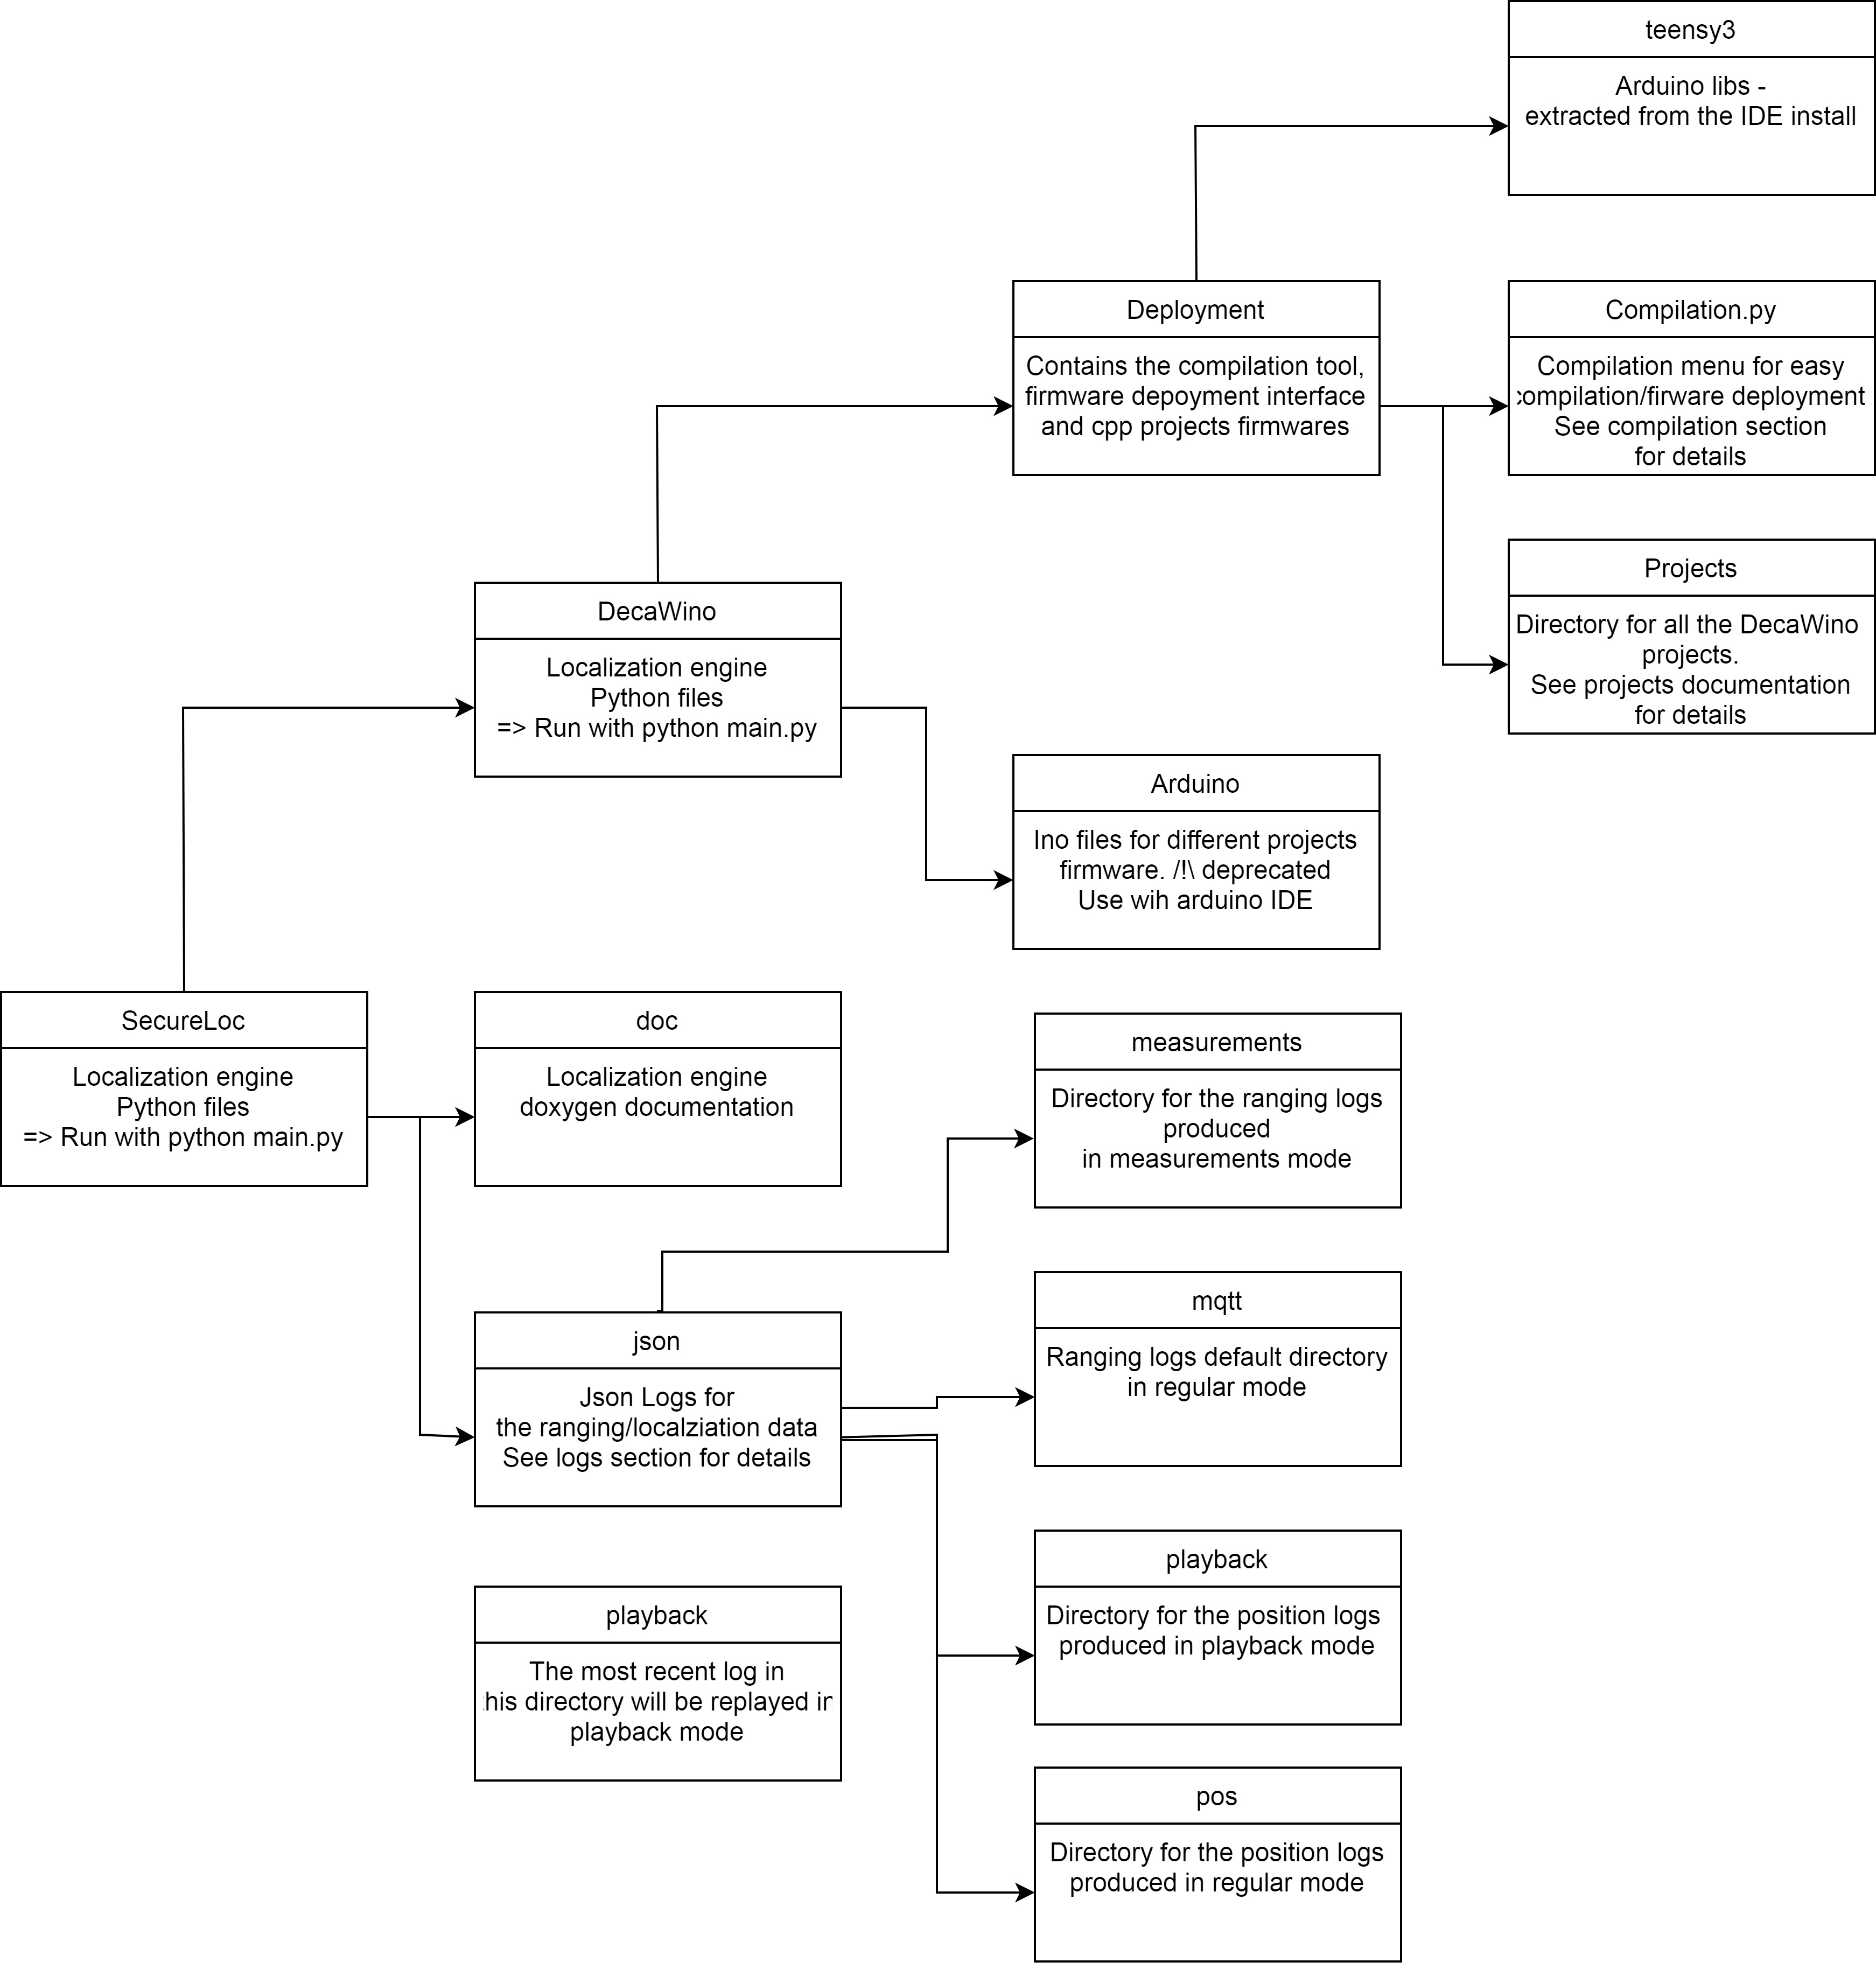 teensy3
Arduino libs -
extracted from the IDE install
Deployment
Contains the compilation tool,
firmware depoyment interface
and cpp projects firmwares
Compilation.py
Compilation menu for easy
compilation/firware deployment
See compilation section
for details
Projects
Directory for all the DecaWino
projects.
See projects documentation
for details
DecaWino
Localization engine
Python files
=> Run with python main.py
Arduino
Ino files for different projects
firmware. /!\ deprecated
Use wih arduino IDE
SecureLoc
Localization engine
Python files
=> Run with python main.py
doc
Localization engine
doxygen documentation
measurements
Directory for the ranging logs
produced
in measurements mode
json
Json Logs for
the ranging/localziation data
See logs section for details
mqtt
Ranging logs default directory
in regular mode
playback
Directory for the position logs
produced in playback mode
playback
The most recent log in
this directory will be replayed in
playback mode
pos
Directory for the position logs
produced in regular mode